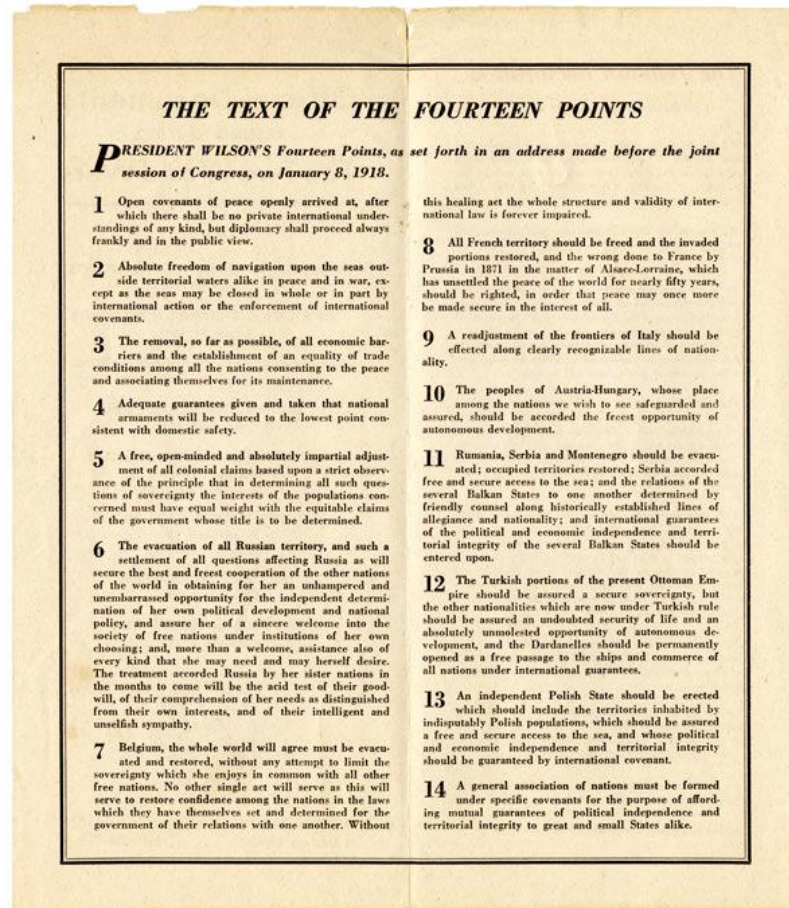 THE TEXT OF THE FOURTEEN POINTS
PRESIDENT WILSON'S Fourteen Points, as set forth in an address made before the joint
session of Congress, on January 8, 1918.
1 Open covenants of peace openly arrived at, after
which there shall be no private international under-
standings of any kind, but diplomacy shall proceed always
frankly and in the public view.
2 Absolute freedom of navigation upon the seas out-
side territorial waters alike in peace and in war, ex-
cept as the seas may be closed in whole or in part by
international action or the enforcement of international
covenants.
3 The removal, so far as possible, of all economic bar-
riers and the establishment of an equality of trade
conditions among all the nations consenting to the peace
and associating themselves for its maintenance.
4 Adequate guarantees given and taken that national
armaments will be reduced to the lowest point con-
sistent with domestic safety.
5 A free, open-minded and absolutely impartial adjust-
ment of all colonial claims based upon a strict observ-
ance of the principle that in determining all such ques-
tions of sovereignty the interests of the populations con-
cerned must have equal weight with the equitable claims
of the government whose title is to be determined.
6 The evacuation of all Russian territory, and such a
settlement of all questions affecting Russia as will
secure the best and freest cooperation of the other nations
of the world in obtaining for her an unhampered and
unembarrassed opportunity for the independent determi-
nation of her own political development and national
policy, and assure her of a sincere welcome into the
society of free nations under institutions of her own
choosing; and, more than a welcome, assistance also of
every kind that she may need and may herself desire.
The treatment accorded Russia by her sister nations in
the months to come will be the acid test of their good-
will, of their comprehension of her needs as distinguished
from their own interests, and of their intelligent and
unselfish sympathy.
7 Belgium, the whole world will agree must be evacu-
ated and restored, without any attempt to limit the
sovereignty which she enjoys in common with all other
free nations. No other single act will serve as this will
serve to restore confidence among the nations in the laws
which they have themselves set and determined for the
government of their relations with one another. Without
this healing act the whole structure and validity of inter-
national law is forever impaired.
8 All French territory should be freed and the invaded
portions restored, and the wrong done to France by
Prussia in 1871 in the matter of Alsace-Lorraine, which
has unsettled the peace of the world for nearly fifty years,
should be righted, in order that peace may once more
be made secure in the interest of all.
9 A readjustment of the frontiers of Italy should be
effected along clearly recognizable lines of nation-
ality.
10 The peoples of Austria-Hungary, whose place
among the nations we wish to see safeguarded and
assured, should be accorded the freest opportunity of
autonomous development.
11 Rumania, Serbia and Montenegro should be evacu-
ated; occupied territories restored; Serbia accorded
free and secure access to the sea; and the relations of the
several Balkan States to one another determined by
friendly counsel along historically established lines of
allegiance and nationality; and international guarantees
of the political and economic independence and terri-
torial integrity of the several Balkan States should be
entered upon.
12 The Turkish portions of the present Ottoman Em-
pire should be assured a secure sovereignty, but
the other nationalities which are now under Turkish rule
should be assured an undoubted security of life and an
absolutely unmolested opportunity of autonomous de-
velopment, and the Dardanelles should be permanently
opened as a free passage to the ships and commerce of
all nations under international guarantees.
13 An independent Polish State should be erected
which should include the territories inhabited by
indisputably Polish populations, which should be assured
a free and secure access to the sea, and whose political
and economic independence and territorial integrity
should be guaranteed by international covenant.
14 A general association of nations must be formed
under specific covenants for the purpose of afford-
ing mutual guarantees of political independence and
territorial integrity to great and small States alike.